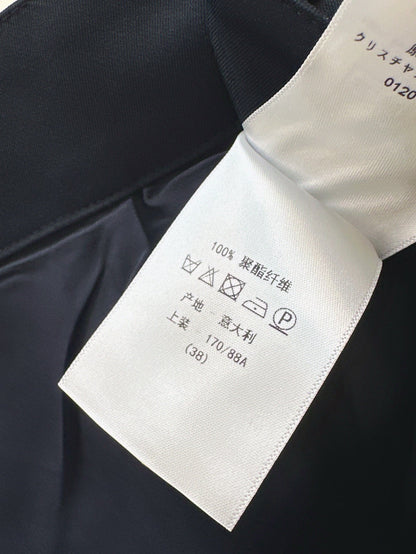 クリスチャ
0120
100% 聚酯纤维
P
产地 - 意大利
上装 170/88A
(38)